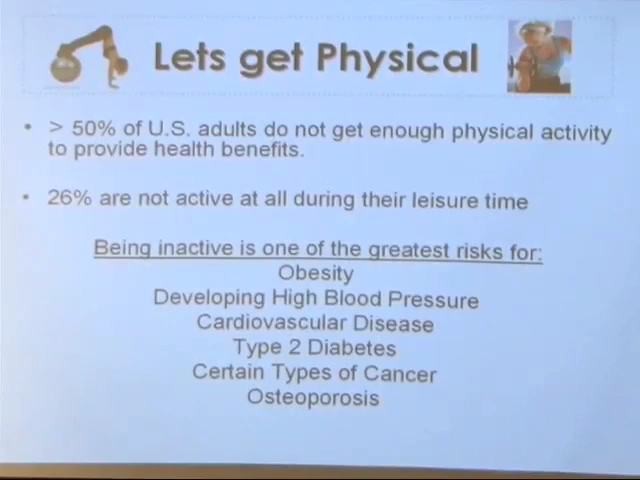 Lets get Physical
• > 50% of U.S. adults do not get enough physical activity
to provide health benefits.
• 26% are not active at all during their leisure time
Being inactive is one of the greatest risks for:
Obesity
Developing High Blood Pressure
Cardiovascular Disease
Type 2 Diabetes
Certain Types of Cancer
Osteoporosis